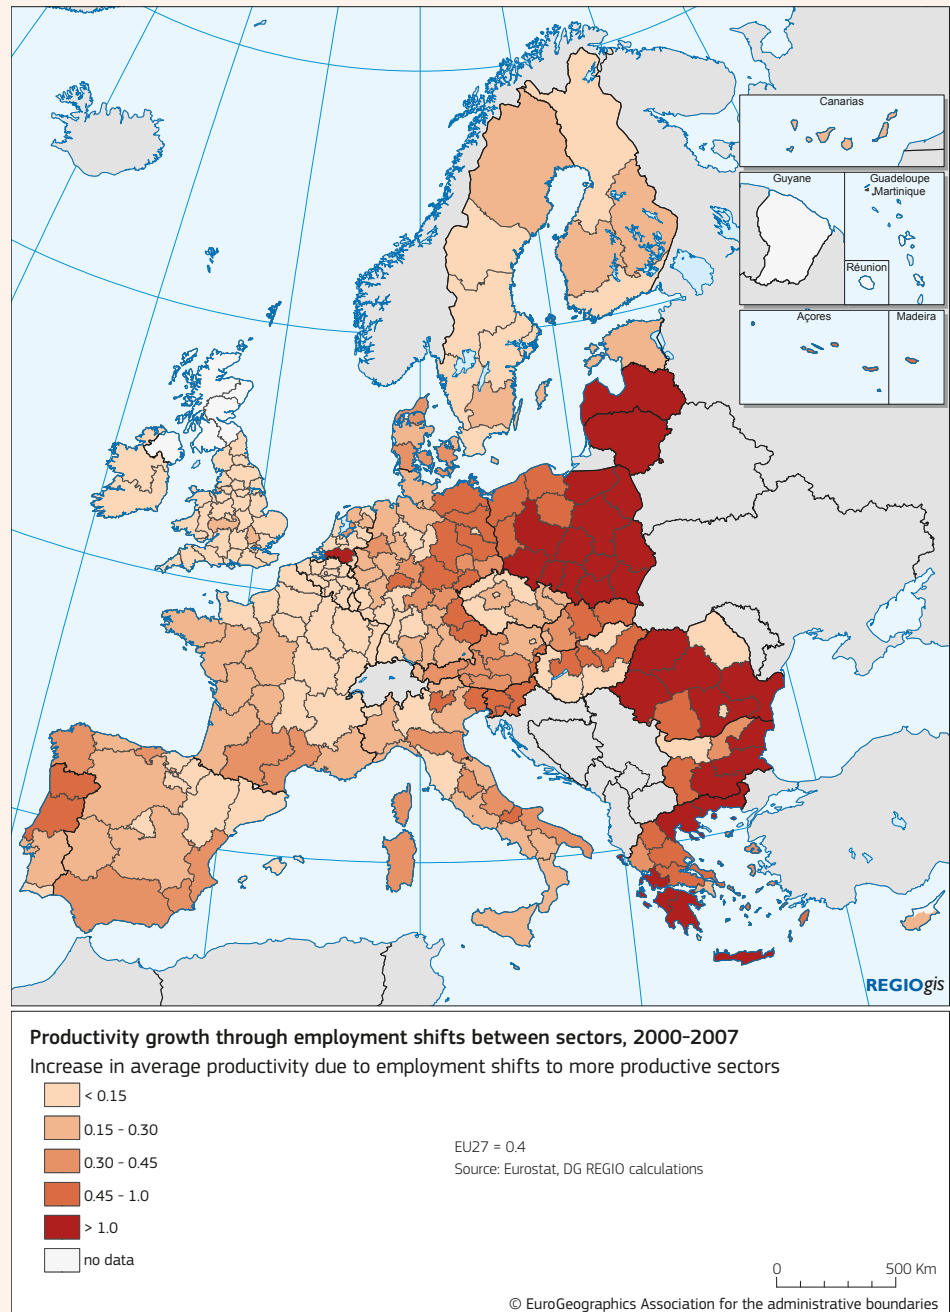 Canarias
Guyane
Guadeloupe
Martinique
Réunion
Açores
Madeira
REGIOgis
Productivity growth through employment shifts between sectors, 2000-2007
Increase in average productivity due to employment shifts to more productive sectors
< 0.15
0.15 - 0.30
0.30 - 0.45
0.45 - 1.0
> 1.0
no data
EU27 = 0.4
Source: Eurostat, DG REGIO calculations
0 500 Km
© EuroGeographics Association for the administrative boundaries